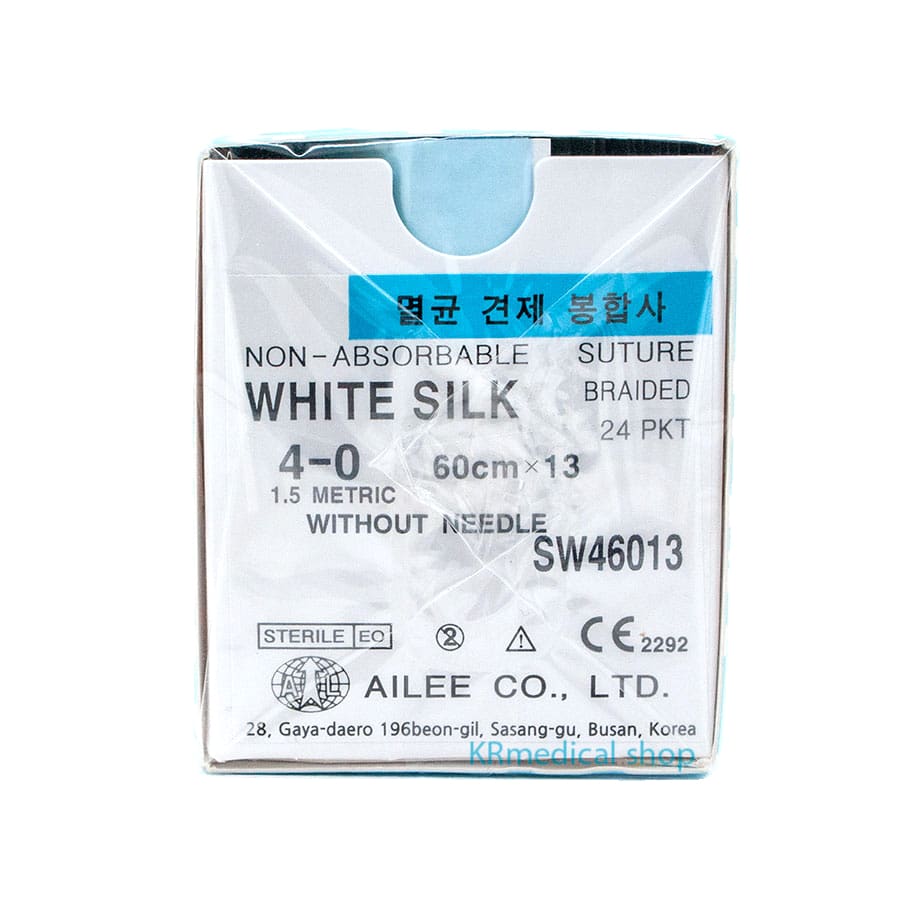 멸균 견제 봉합사
NON-ABSORBABLE SUTURE
WHITE SILK BRAIDED
24 PKT
4-0 60cm×13
1.5 METRIC
WITHOUT NEEDLE
SW46013
STERILE EO 2 CE 2292
AILEE CO., LTD.
28, Gaya-daero 196beon-gil, Sasang-gu, Busan, Korea
KRmedical shop